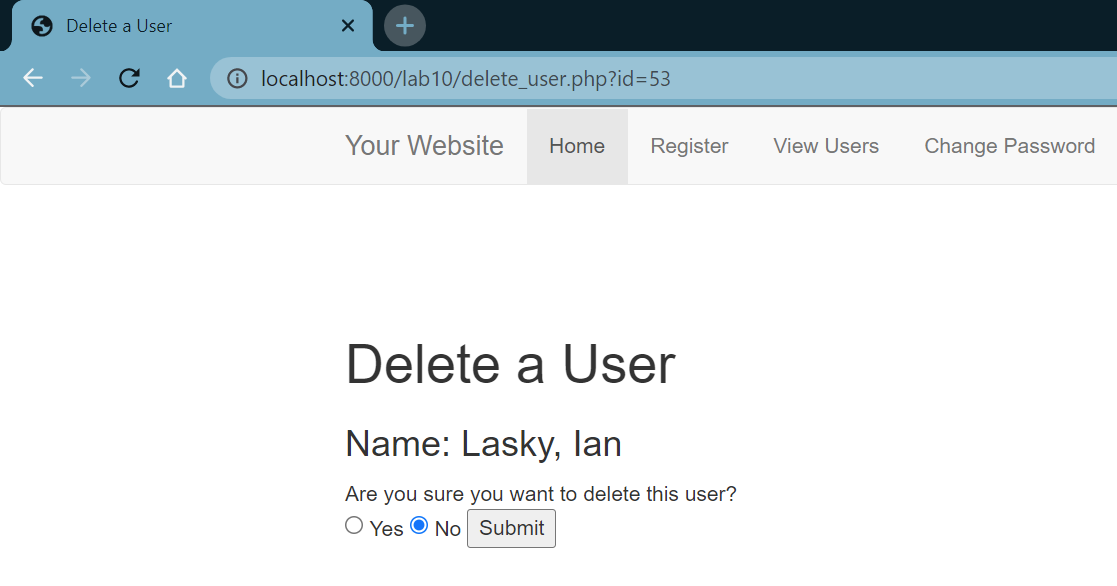 Delete a User
localhost:8000/lab10/delete_user.php?id=53
Your Website Home Register View Users Change Password
Delete a User
Name: Lasky, Ian
Are you sure you want to delete this user?
Yes No Submit